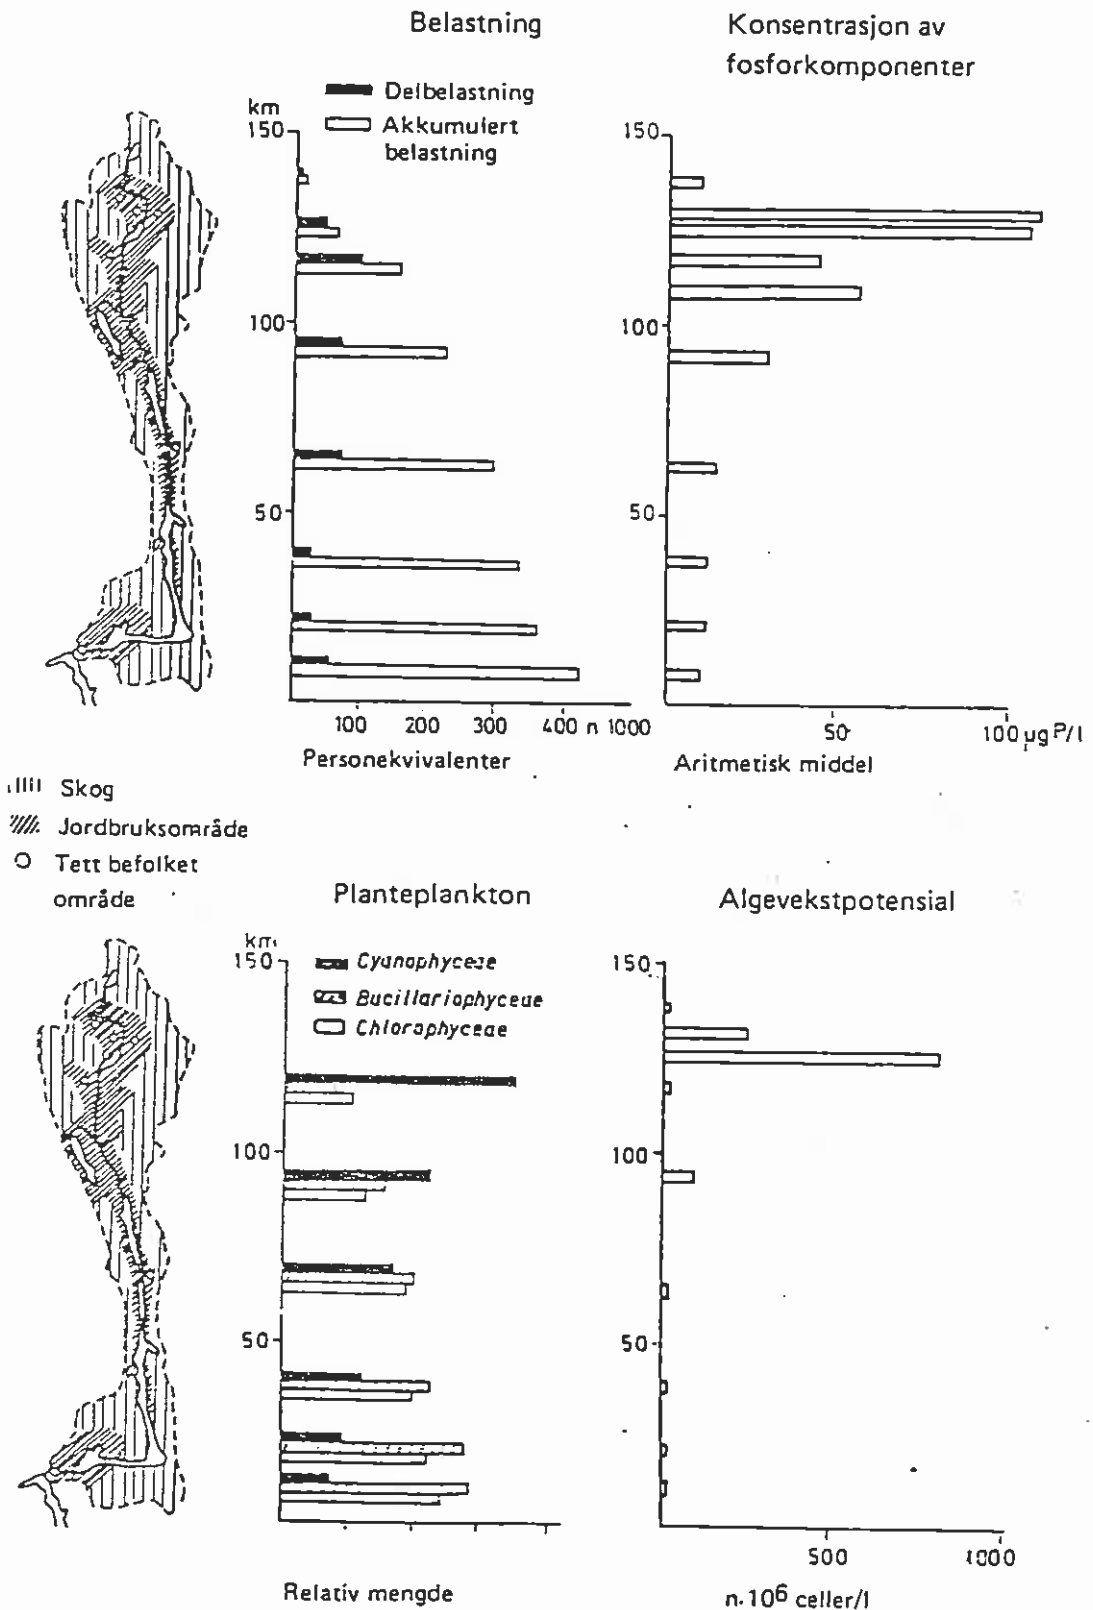 Belastning
Konsentrasjon av
fosforkomponenter
Delbelastning
Akkumulert
belastning
km
150
100
50
100 200 300 400 n 1000
Personekvivalenter
150
100
50
50 100 µg P/l
Aritmetisk middel
Skog
Jordbruksområde
Tett befolket
område
Planteplankton
Algevekstpotensial
km
150
100
50
Cyanophyceae
Bacillariophyceae
Chlorophyceae
Relativ mengde
150
100
50
500 1000
n·10⁶ celler/l